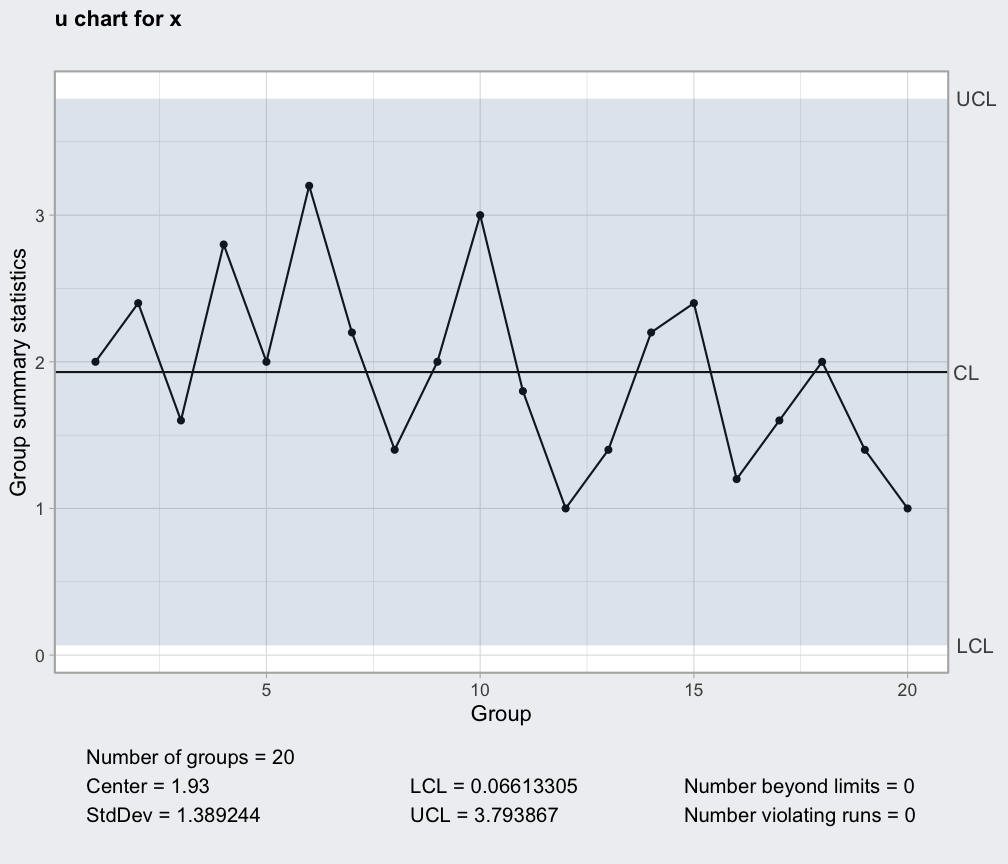 u chart for x
UCL
3
Group summary statistics
2
CL
1
LCL
0
5 10 15 20
Group
Number of groups = 20
Center = 1.93 LCL = 0.06613305 Number beyond limits = 0
StdDev = 1.389244 UCL = 3.793867 Number violating runs = 0